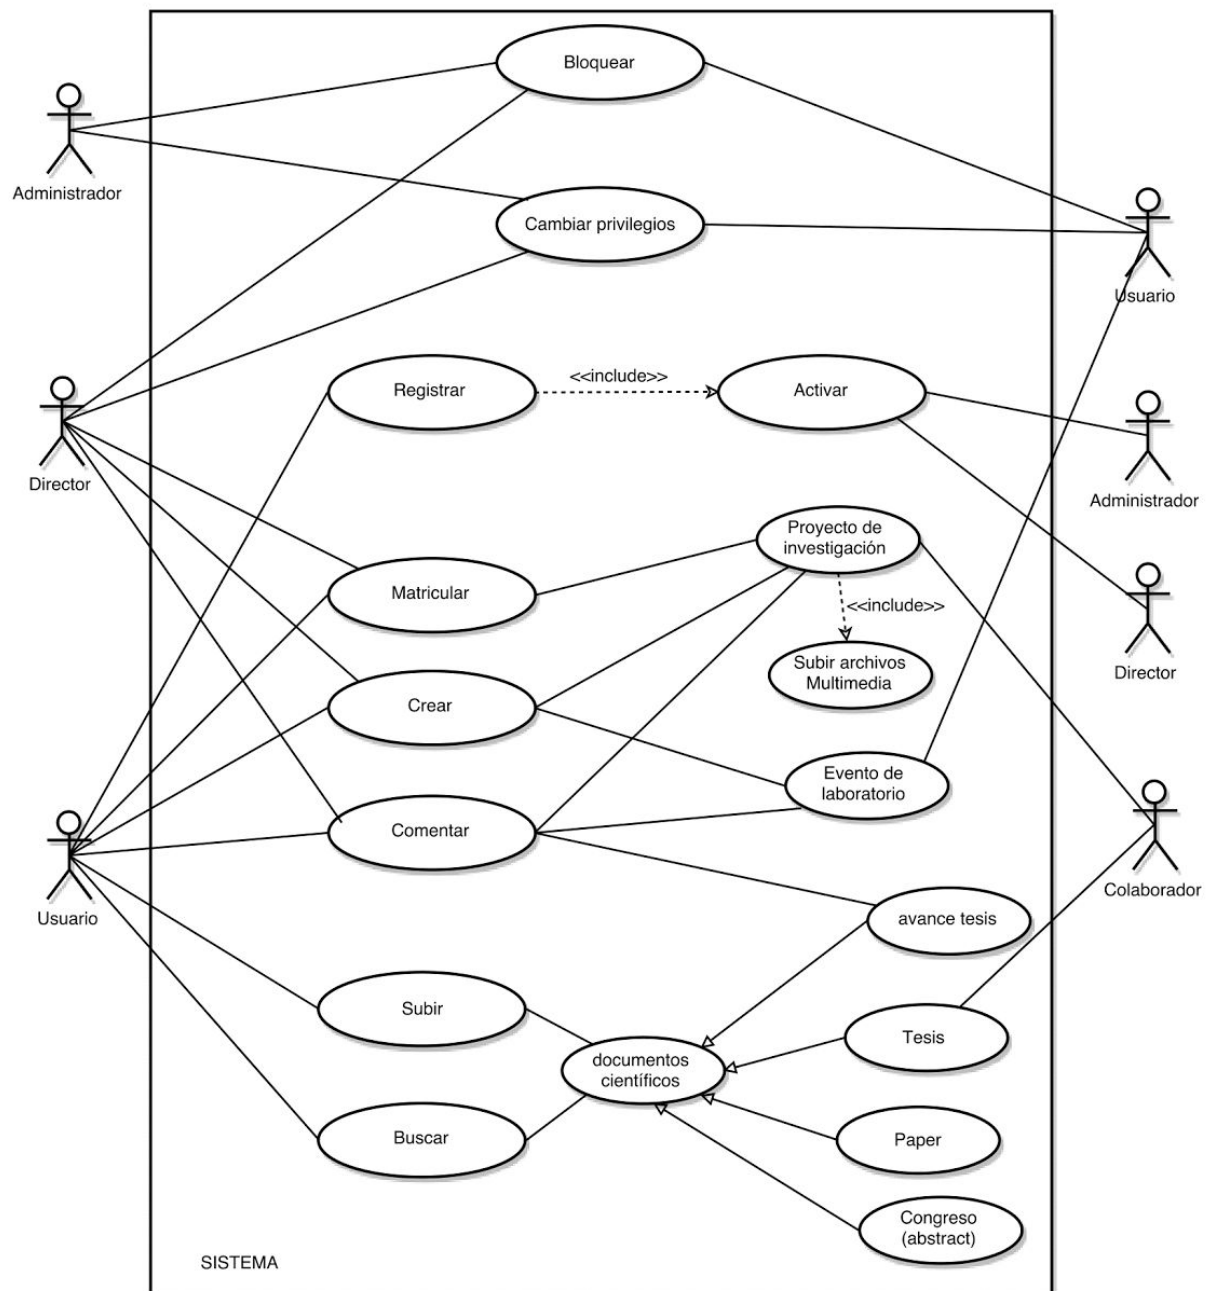 Bloquear
Administrador
Cambiar privilegios
Usuario
Registrar
<<include>>
Activar
Director
Administrador
Proyecto de
investigación
Matricular
<<include>>
Subir archivos
Multimedia
Director
Crear
Evento de
laboratorio
Comentar
Colaborador
Usuario
avance tesis
Subir
Tesis
documentos
científicos
Buscar
Paper
Congreso
(abstract)
SISTEMA